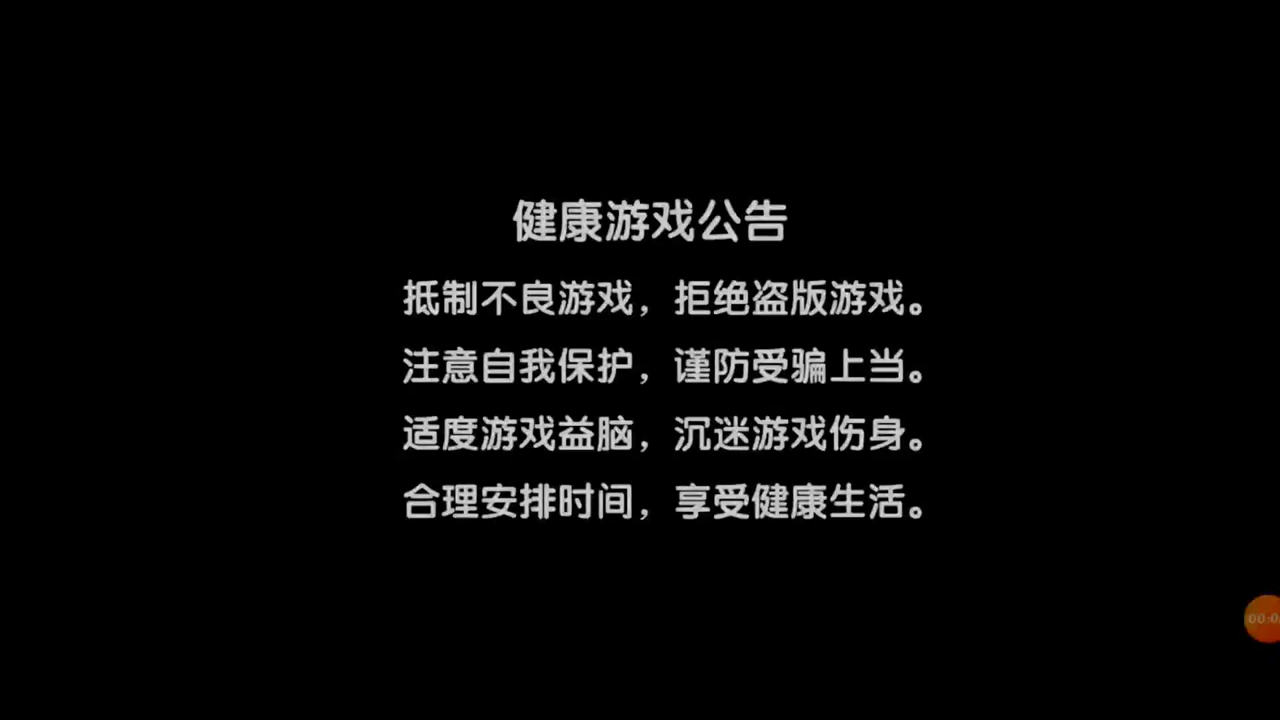 健康游戏公告
抵制不良游戏，拒绝盗版游戏。
注意自我保护，谨防受骗上当。
适度游戏益脑，沉迷游戏伤身。
合理安排时间，享受健康生活。